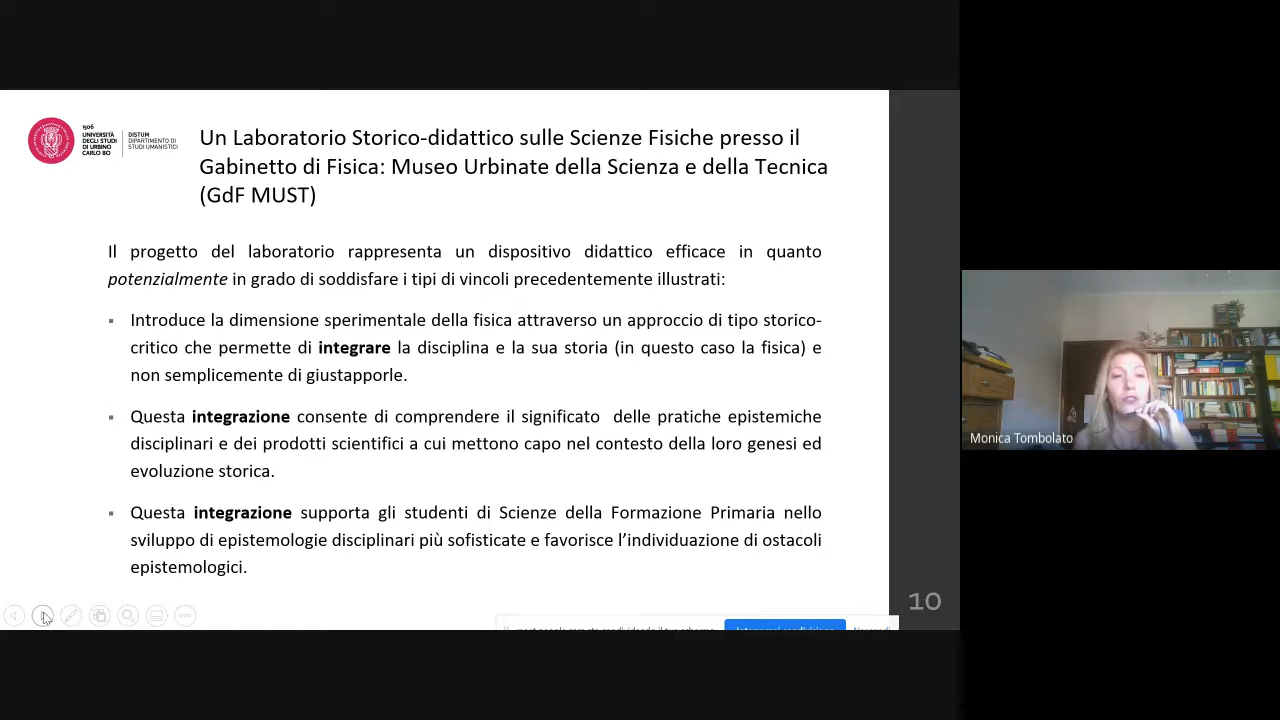 1506
UNIVERSITÀ
DEGLI STUDI
DI URBINO
CARLO BO
DISTUM
DIPARTIMENTO DI
STUDI UMANISTICI
Un Laboratorio Storico-didattico sulle Scienze Fisiche presso il
Gabinetto di Fisica: Museo Urbinate della Scienza e della Tecnica
(GdF MUST)
Il progetto del laboratorio rappresenta un dispositivo didattico efficace in quanto
potenzialmente in grado di soddisfare i tipi di vincoli precedentemente illustrati:
▪ Introduce la dimensione sperimentale della fisica attraverso un approccio di tipo storico-
critico che permette di integrare la disciplina e la sua storia (in questo caso la fisica) e
non semplicemente di giustapporle.
▪ Questa integrazione consente di comprendere il significato delle pratiche epistemiche
disciplinari e dei prodotti scientifici a cui mettono capo nel contesto della loro genesi ed
evoluzione storica.
▪ Questa integrazione supporta gli studenti di Scienze della Formazione Primaria nello
sviluppo di epistemologie disciplinari più sofisticate e favorisce l’individuazione di ostacoli
epistemologici.
10
Monica Tombolato